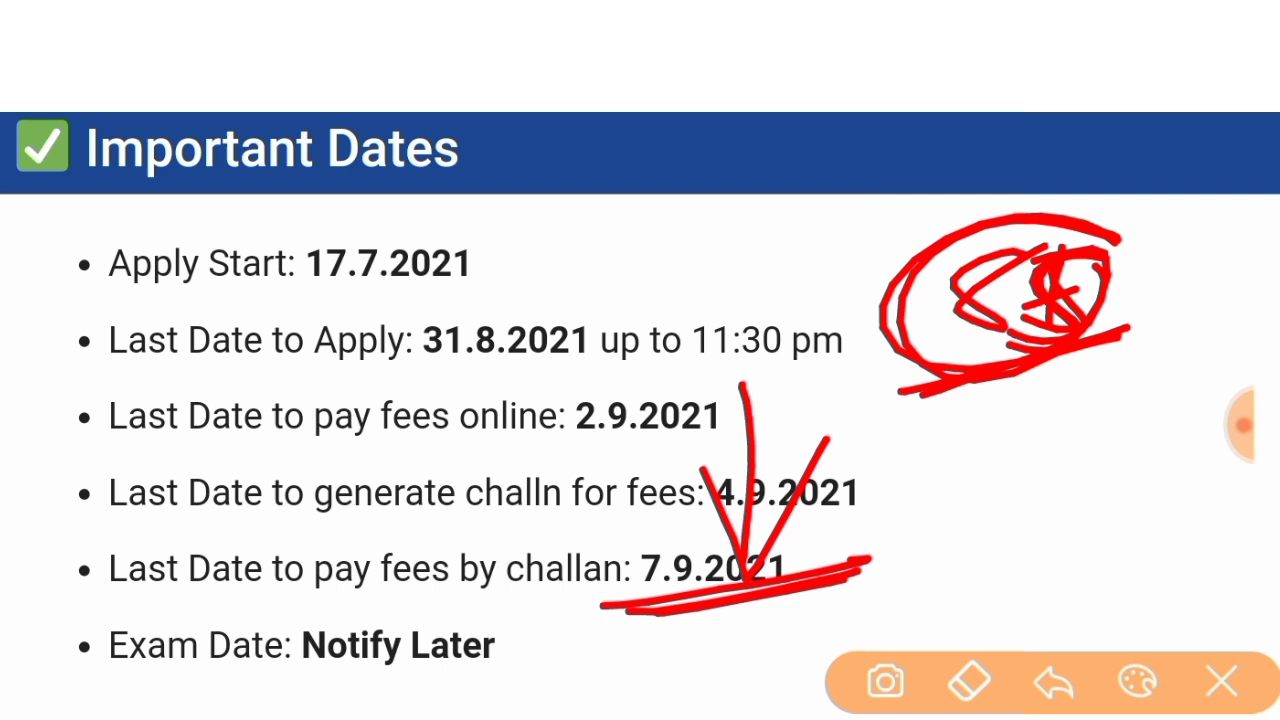 Important Dates
Apply Start: 17.7.2021
Last Date to Apply: 31.8.2021 up to 11:30 pm
Last Date to pay fees online: 2.9.2021
Last Date to generate challn for fees: 4.9.2021
Last Date to pay fees by challan: 7.9.2021
Exam Date: Notify Later